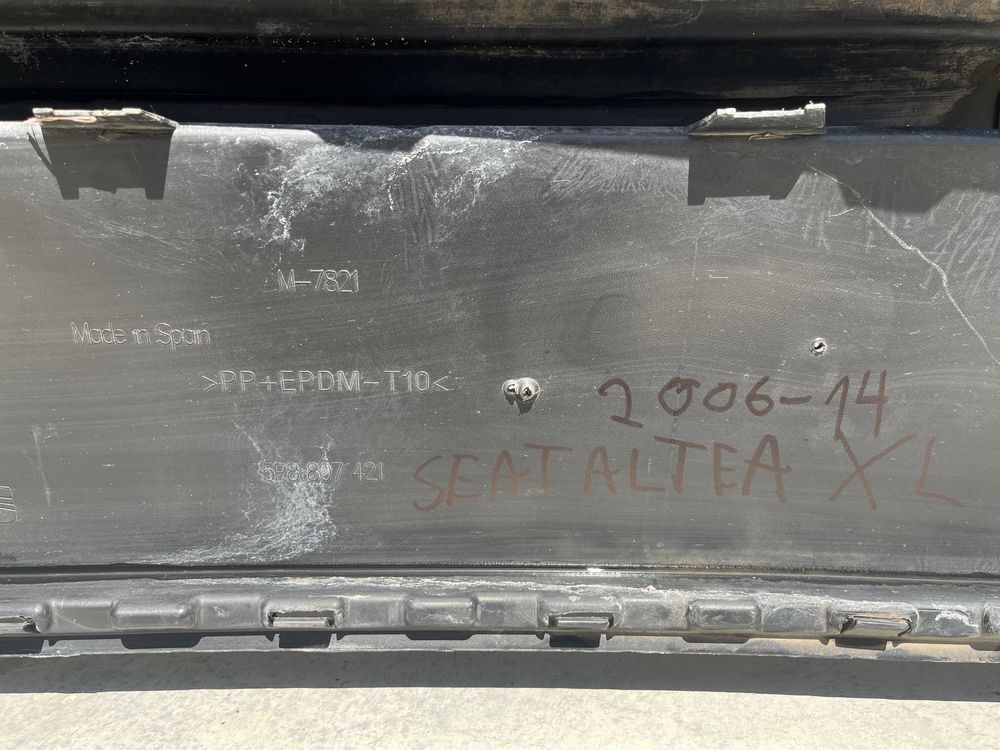 M-7821
Made in Spain
>PP+EPDM-T10<
2006-14
5P8 807 421
SEAT ALTEA XL